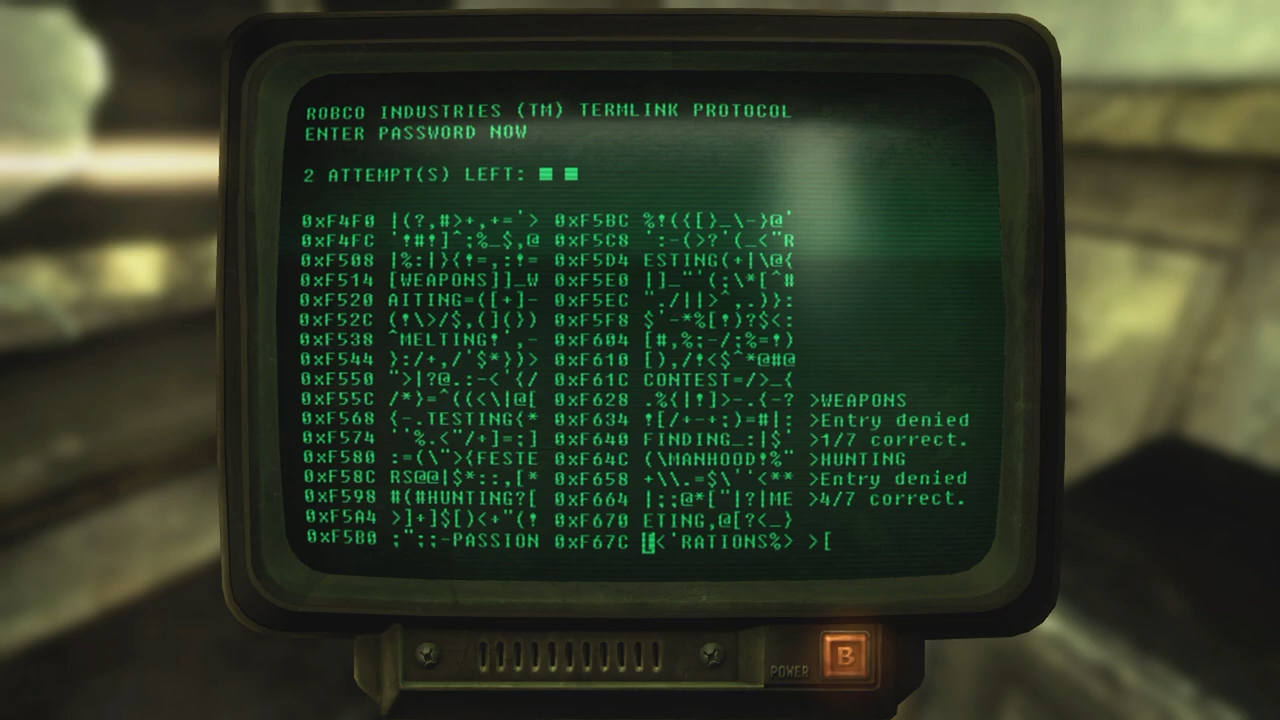 ROBCO INDUSTRIES (TM) TERMLINK PROTOCOL
ENTER PASSWORD NOW
2 ATTEMPT(S) LEFT: ■ ■
0xF4F0 |(?,#>+,+='> 0xF5BC %!({[}_\-}@'
0xF4FC '!#!]^;%_$,@ 0xF5C8 ':-(>?'(_<"R
0xF508 |%:|}{!=,:!= 0xF5D4 ESTING(+|\@{
0xF514 [WEAPONS]]_W 0xF5E0 |]_"'(;\*[^#
0xF520 AITING=([+]- 0xF5EC "./||>^,.)}:
0xF52C (!\>/$,(](}) 0xF5F8 $'-*%[!)?$<:
0xF538 ^MELTING!',- 0xF604 [#,%:-/:%=!)
0xF544 }:/+,/'$*})> 0xF610 [),/!<$^*@#@
0xF550 ">|?@.:-<'{/ 0xF61C CONTEST=/>_{
0xF55C /*}=^((<\|@[ 0xF628 .%{|!]>-.{-? >WEAPONS
0xF568 {-.TESTING{* 0xF634 ![/+-+;)=#|: >Entry denied
0xF574 ''%.<"/+]=;] 0xF640 FINDING_:|$' >1/7 correct.
0xF580 :=(\">{FESTE 0xF64C (\MANHOOD!%" >HUNTING
0xF58C RS@@|$*::,[* 0xF658 +\\.=$\''<** >Entry denied
0xF598 #(#HUNTING?[ 0xF664 |;;@*["|?|ME >4/7 correct.
0xF5A4 >]+]$[)<+"(! 0xF670 ETING,@[?<_}
0xF5B0 ;";;-PASSION 0xF67C [<'RATIONS%> >[
POWER
B